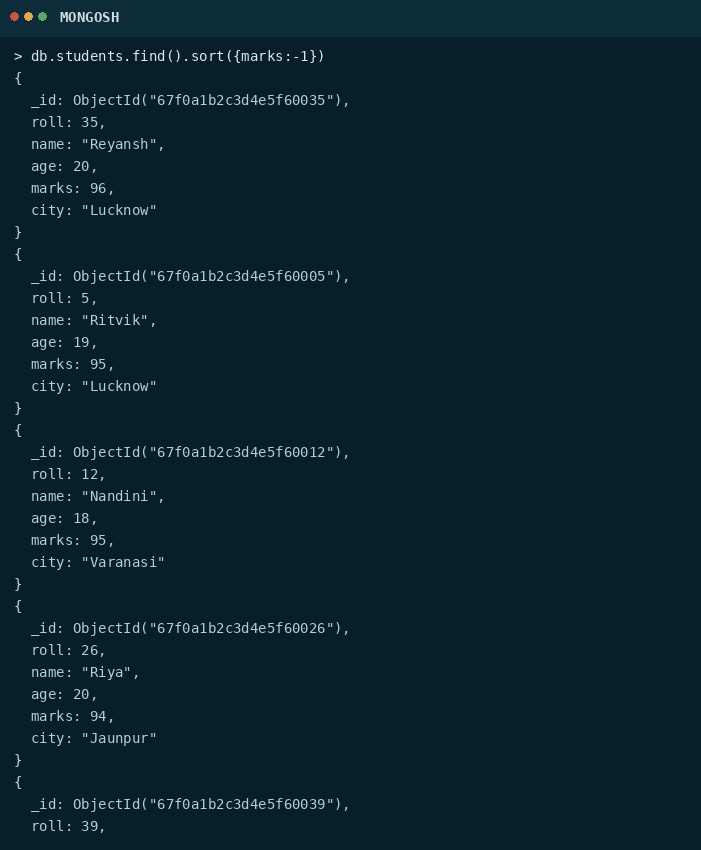 MONGOSH
> db.students.find().sort({marks:-1})
{
  _id: ObjectId("67f0a1b2c3d4e5f60035"),
  roll: 35,
  name: "Reyansh",
  age: 20,
  marks: 96,
  city: "Lucknow"
}
{
  _id: ObjectId("67f0a1b2c3d4e5f60005"),
  roll: 5,
  name: "Ritvik",
  age: 19,
  marks: 95,
  city: "Lucknow"
}
{
  _id: ObjectId("67f0a1b2c3d4e5f60012"),
  roll: 12,
  name: "Nandini",
  age: 18,
  marks: 95,
  city: "Varanasi"
}
{
  _id: ObjectId("67f0a1b2c3d4e5f60026"),
  roll: 26,
  name: "Riya",
  age: 20,
  marks: 94,
  city: "Jaunpur"
}
{
  _id: ObjectId("67f0a1b2c3d4e5f60039"),
  roll: 39,